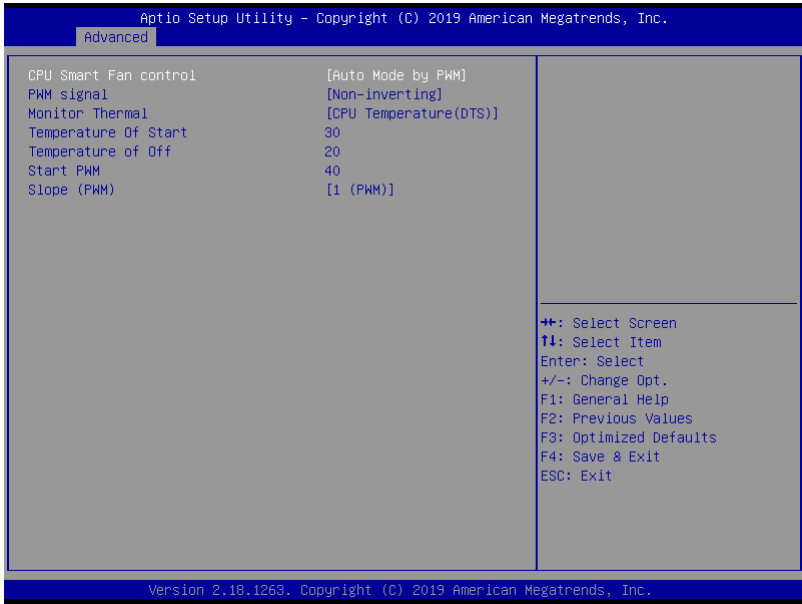 Aptio Setup Utility – Copyright (C) 2019 American Megatrends, Inc.
Advanced
CPU Smart Fan control [Auto Mode by PWM]
PWM signal [Non-inverting]
Monitor Thermal [CPU Temperature(DTS)]
Temperature Of Start 30
Temperature of Off 20
Start PWM 40
Slope (PWM) [1 (PWM)]
→←: Select Screen
↑↓: Select Item
Enter: Select
+/-: Change Opt.
F1: General Help
F2: Previous Values
F3: Optimized Defaults
F4: Save & Exit
ESC: Exit
Version 2.18.1263. Copyright (C) 2019 American Megatrends, Inc.